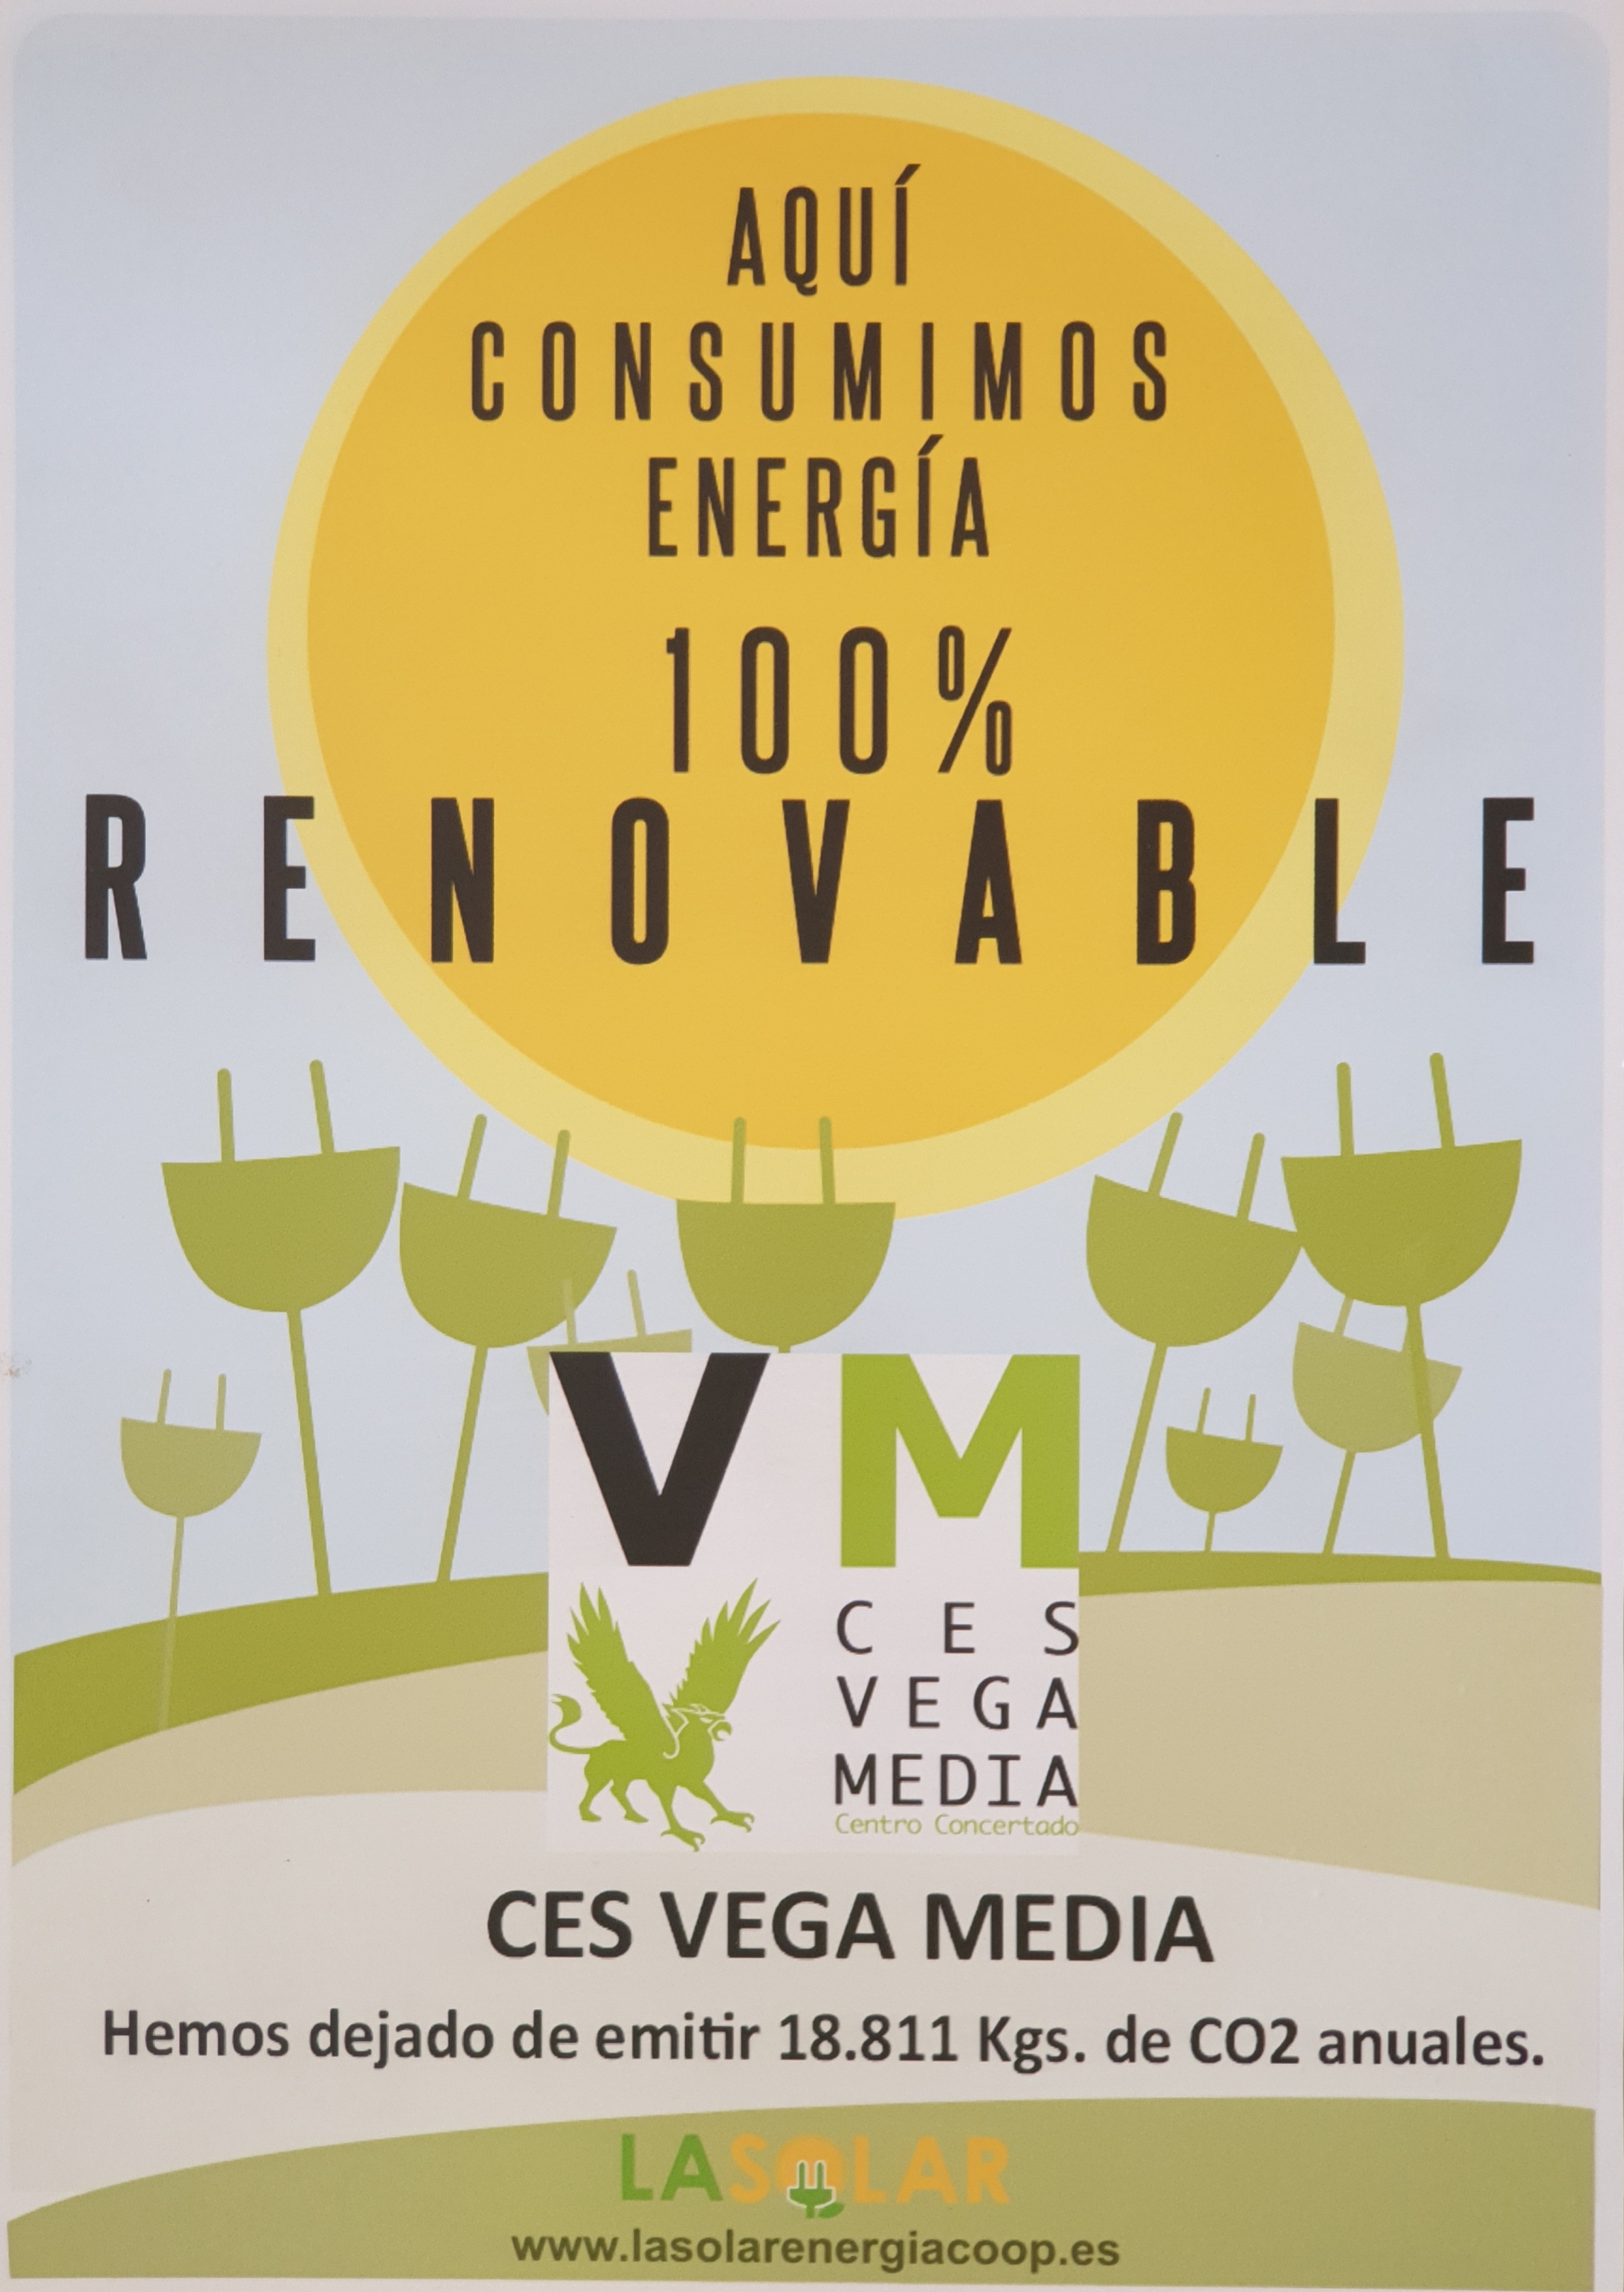 AQUÍ
CONSUMIMOS
ENERGÍA
100%
RENOVABLE
VM
CES
VEGA
MEDIA
Centro Concertado
CES VEGA MEDIA
Hemos dejado de emitir 18.811 Kgs. de CO2 anuales.
LASOLAR
www.lasolarenergiacoop.es